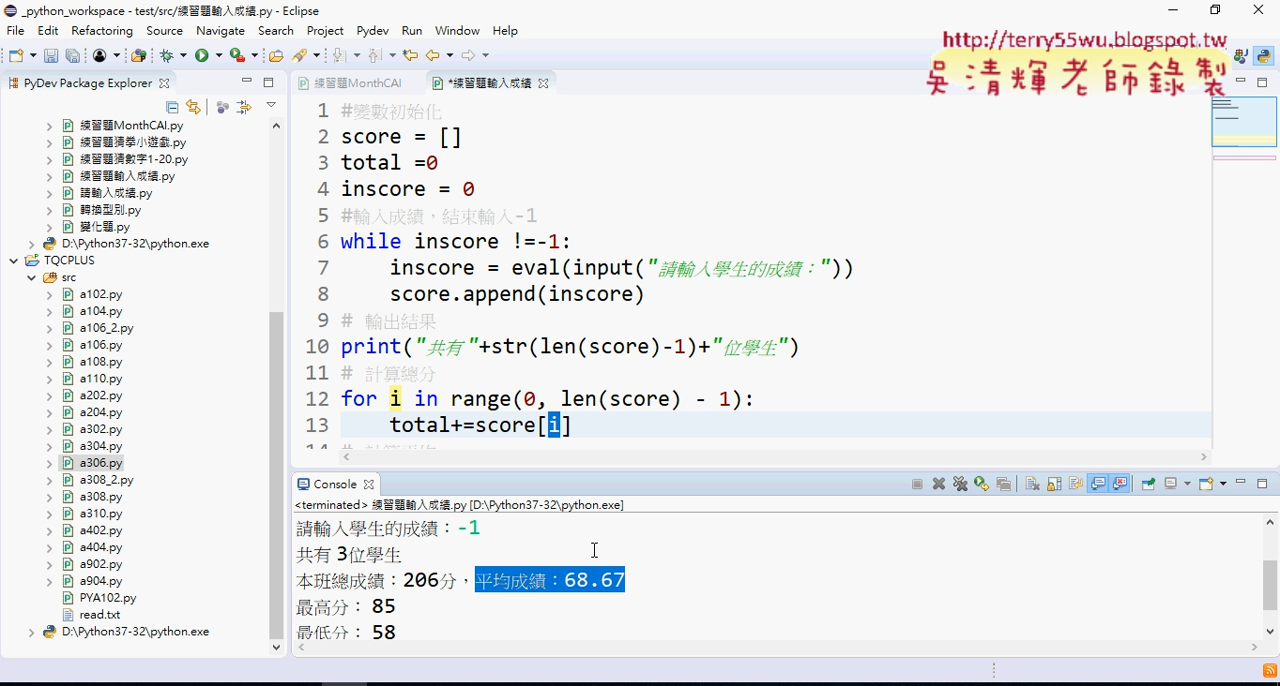 _python_workspace - test/src/練習題輸入成績.py - Eclipse
File Edit Refactoring Source Navigate Search Project Pydev Run Window Help
http://terry55wu.blogspot.tw
吳清輝老師錄製
PyDev Package Explorer
練習題MonthCAI
*練習題輸入成績
練習題MonthCAI.py
練習題猜拳小遊戲.py
練習題猜數字1-20.py
練習題輸入成績.py
請輸入成績.py
轉換型別.py
變化題.py
D:\Python37-32\python.exe
TQCPLUS
src
a102.py
a104.py
a106_2.py
a106.py
a108.py
a110.py
a202.py
a204.py
a302.py
a304.py
a306.py
a308_2.py
a308.py
a310.py
a402.py
a404.py
a902.py
a904.py
PYA102.py
read.txt
D:\Python37-32\python.exe
1 #變數初始化
2 score = []
3 total =0
4 inscore = 0
5 #輸入成績，結束輸入-1
6 while inscore !=-1:
7     inscore = eval(input("請輸入學生的成績："))
8     score.append(inscore)
9 # 輸出結果
10 print("共有"+str(len(score)-1)+"位學生")
11 # 計算總分
12 for i in range(0, len(score) - 1):
13     total+=score[i]
Console
<terminated> 練習題輸入成績.py [D:\Python37-32\python.exe]
請輸入學生的成績：-1
共有 3位學生
本班總成績：206分，平均成績：68.67
最高分： 85
最低分： 58